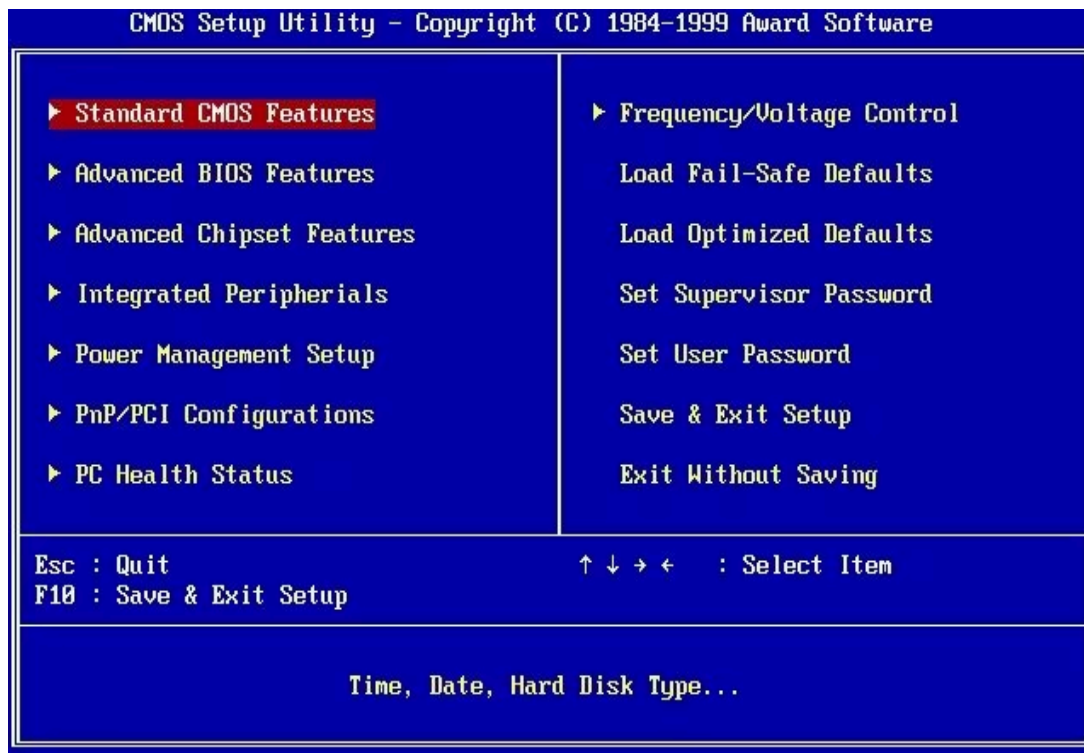 CMOS Setup Utility - Copyright (C) 1984-1999 Award Software
▶ Standard CMOS Features
▶ Advanced BIOS Features
▶ Advanced Chipset Features
▶ Integrated Peripherials
▶ Power Management Setup
▶ PnP/PCI Configurations
▶ PC Health Status
▶ Frequency/Voltage Control
Load Fail-Safe Defaults
Load Optimized Defaults
Set Supervisor Password
Set User Password
Save & Exit Setup
Exit Without Saving
Esc : Quit
F10 : Save & Exit Setup
↑ ↓ → ← : Select Item
Time, Date, Hard Disk Type...